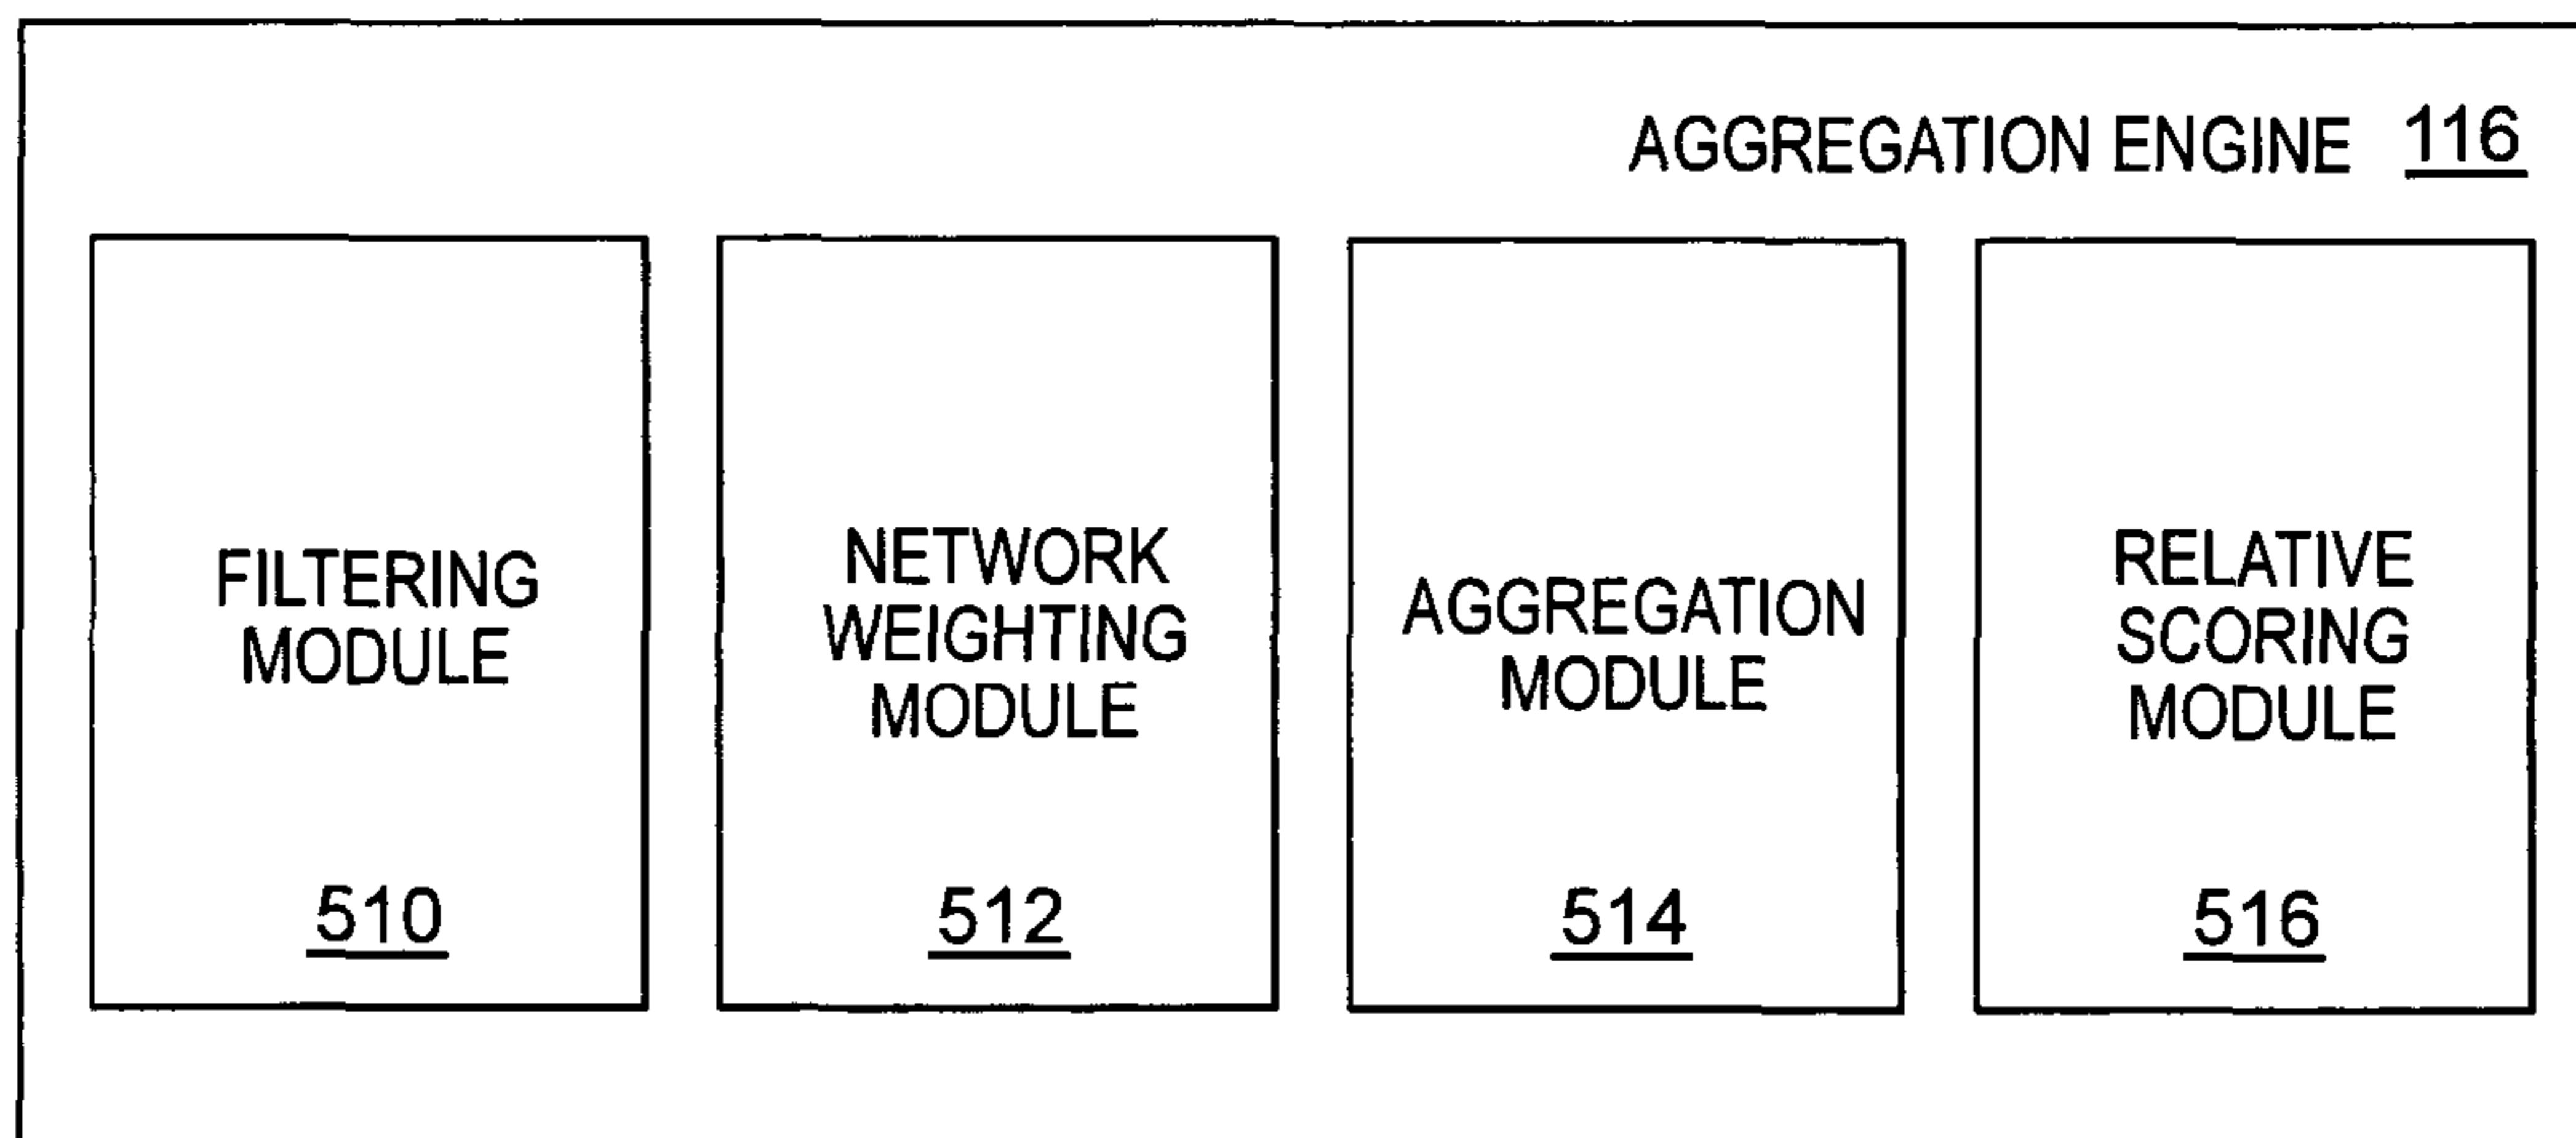 AGGREGATION ENGINE 116
FILTERING
MODULE
510
NETWORK
WEIGHTING
MODULE
512
AGGREGATION
MODULE
514
RELATIVE
SCORING
MODULE
516